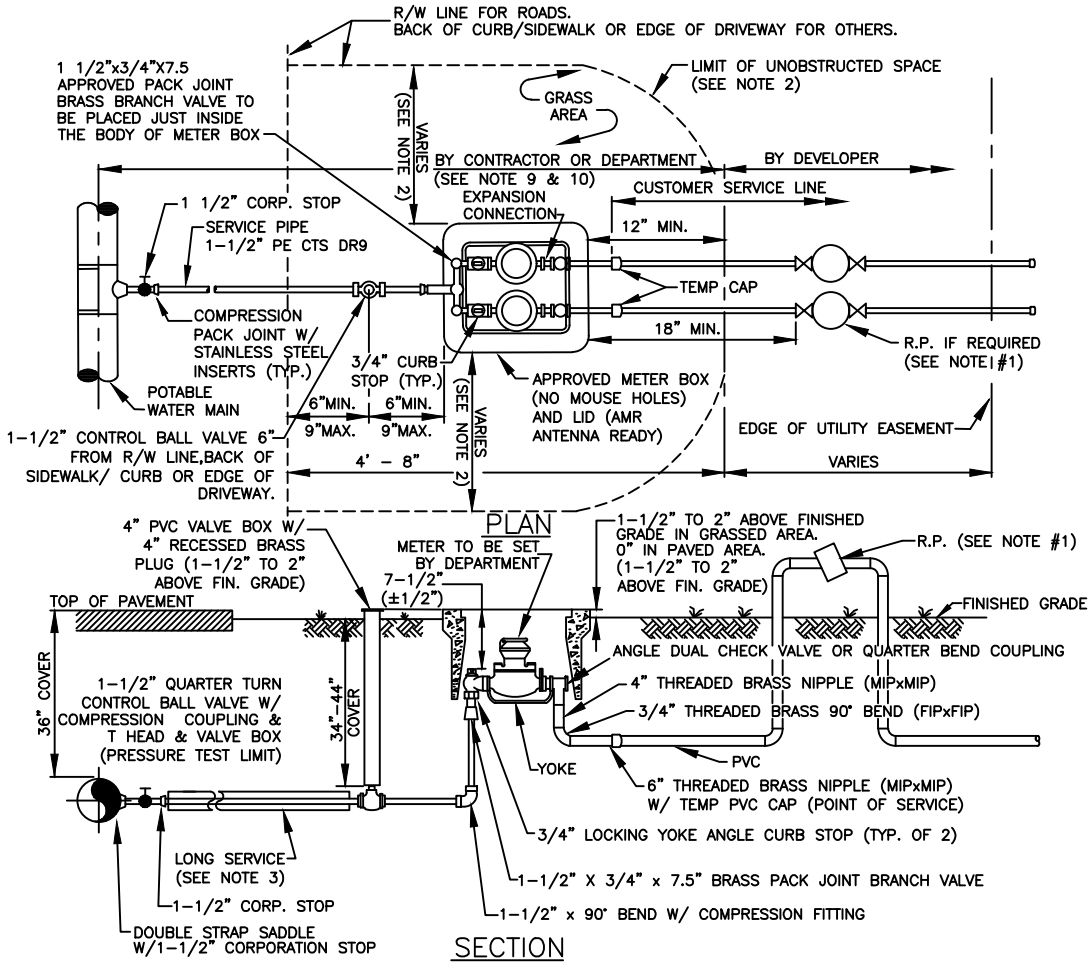 R/W LINE FOR ROADS.
BACK OF CURB/SIDEWALK OR EDGE OF DRIVEWAY FOR OTHERS.
1 1/2"x3/4"X7.5
APPROVED PACK JOINT
BRASS BRANCH VALVE TO
BE PLACED JUST INSIDE
THE BODY OF METER BOX
LIMIT OF UNOBSTRUCTED SPACE
(SEE NOTE 2)
GRASS
AREA
VARIES
(SEE NOTE 2)
BY CONTRACTOR OR DEPARTMENT
(SEE NOTE 9 & 10)
BY DEVELOPER
EXPANSION
CONNECTION
CUSTOMER SERVICE LINE
1 1/2" CORP. STOP
SERVICE PIPE
1-1/2" PE CTS DR9
12" MIN.
TEMP CAP
COMPRESSION
PACK JOINT W/
STAINLESS STEEL
INSERTS (TYP.)
3/4" CURB
STOP (TYP.)
18" MIN.
R.P. IF REQUIRED
(SEE NOTE #1)
POTABLE
WATER MAIN
6"MIN.
9"MAX.
6"MIN.
9"MAX.
VARIES
(SEE NOTE 2)
APPROVED METER BOX
(NO MOUSE HOLES)
AND LID (AMR
ANTENNA READY)
EDGE OF UTILITY EASEMENT
1-1/2" CONTROL BALL VALVE 6"
FROM R/W LINE,BACK OF
SIDEWALK/ CURB OR EDGE OF
DRIVEWAY.
4' - 8"
VARIES
PLAN
4" PVC VALVE BOX W/
4" RECESSED BRASS
PLUG (1-1/2" TO 2"
ABOVE FIN. GRADE)
METER TO BE SET
BY DEPARTMENT
7-1/2"
(±1/2")
1-1/2" TO 2" ABOVE FINISHED
GRADE IN GRASSED AREA.
0" IN PAVED AREA.
(1-1/2" TO 2"
ABOVE FIN. GRADE)
R.P. (SEE NOTE #1)
TOP OF PAVEMENT
FINISHED GRADE
36" COVER
1-1/2" QUARTER TURN
CONTROL BALL VALVE W/
COMPRESSION COUPLING &
T HEAD & VALVE BOX
(PRESSURE TEST LIMIT)
34"-44"
COVER
ANGLE DUAL CHECK VALVE OR QUARTER BEND COUPLING
4" THREADED BRASS NIPPLE (MIPxMIP)
3/4" THREADED BRASS 90° BEND (FIPxFIP)
YOKE
PVC
6" THREADED BRASS NIPPLE (MIPxMIP)
W/ TEMP PVC CAP (POINT OF SERVICE)
3/4" LOCKING YOKE ANGLE CURB STOP (TYP. OF 2)
LONG SERVICE
(SEE NOTE 3)
1-1/2" X 3/4" x 7.5" BRASS PACK JOINT BRANCH VALVE
1-1/2" CORP. STOP
1-1/2" x 90° BEND W/ COMPRESSION FITTING
DOUBLE STRAP SADDLE
W/1-1/2" CORPORATION STOP
SECTION